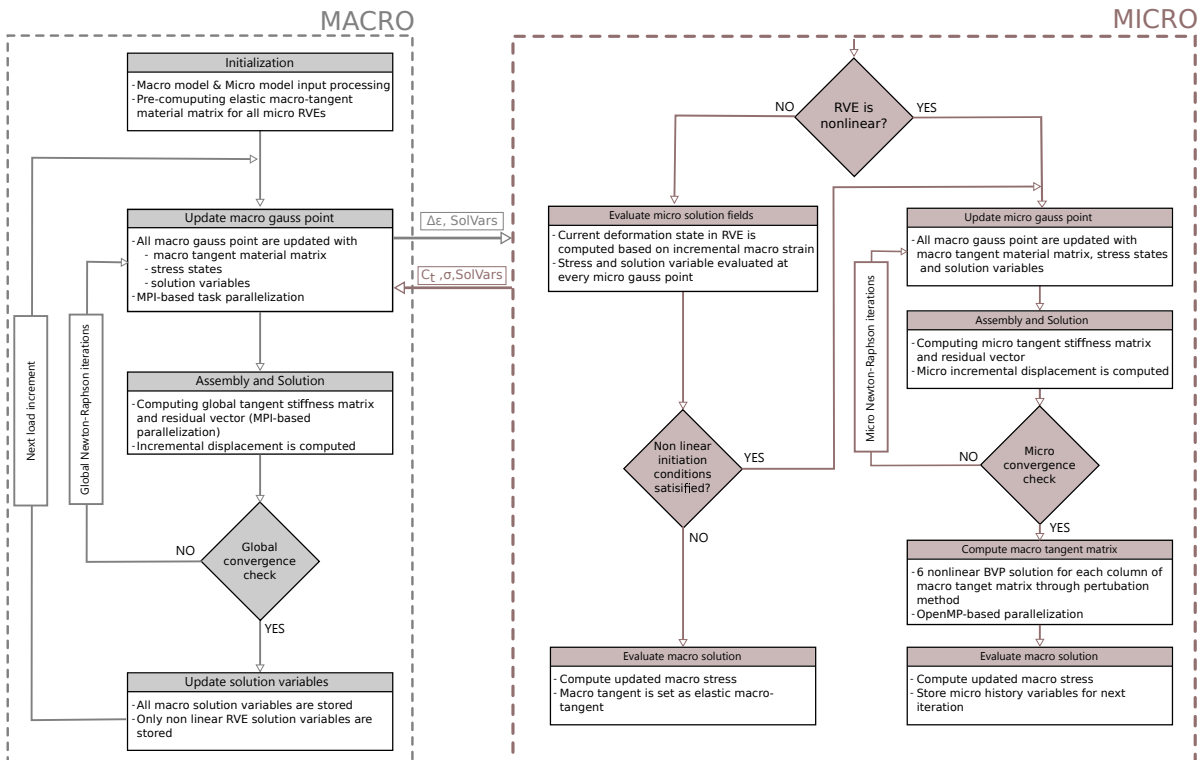 MACRO
Initialization
-Macro model & Micro model input processing
-Pre-comuputing elastic macro-tangent
material matrix for all micro RVEs
Update macro gauss point
-All macro gauss point are updated with
- macro tangent material matrix
- stress states
- solution variables
-MPI-based task parallelization
Assembly and Solution
-Computing global tangent stiffness matrix
and residual vector (MPI-based
parallelization)
-Incremental displacement is computed
Global
convergence
check
NO
YES
Update solution variables
-All macro solution variables are stored
-Only non linear RVE solution variables are
stored
Next load increment
Global Newton-Raphson iterations
Δε, SolVars
Ct ,σ,SolVars
MICRO
RVE is
nonlinear?
NO
YES
Evaluate micro solution fields
- Current deformation state in RVE is
computed based on incremental macro strain
- Stress and solution variable evaluated at
every micro gauss point
Non linear
initiation
conditions
satisified?
YES
NO
Evaluate macro solution
- Compute updated macro stress
- Macro tangent is set as elastic macro-
tangent
Update micro gauss point
-All macro gauss point are updated with
macro tangent material matrix, stress states
and solution variables
Assembly and Solution
-Computing micro tangent stiffness matrix
and residual vector
-Micro incremental displacement is computed
Micro Newton-Raphson iterations
Micro
convergence
check
NO
YES
Compute macro tangent matrix
-6 nonlinear BVP solution for each column of
macro tanget matrix through pertubation
method
-OpenMP-based parallelization
Evaluate macro solution
- Compute updated macro stress
- Store micro history variables for next
iteration